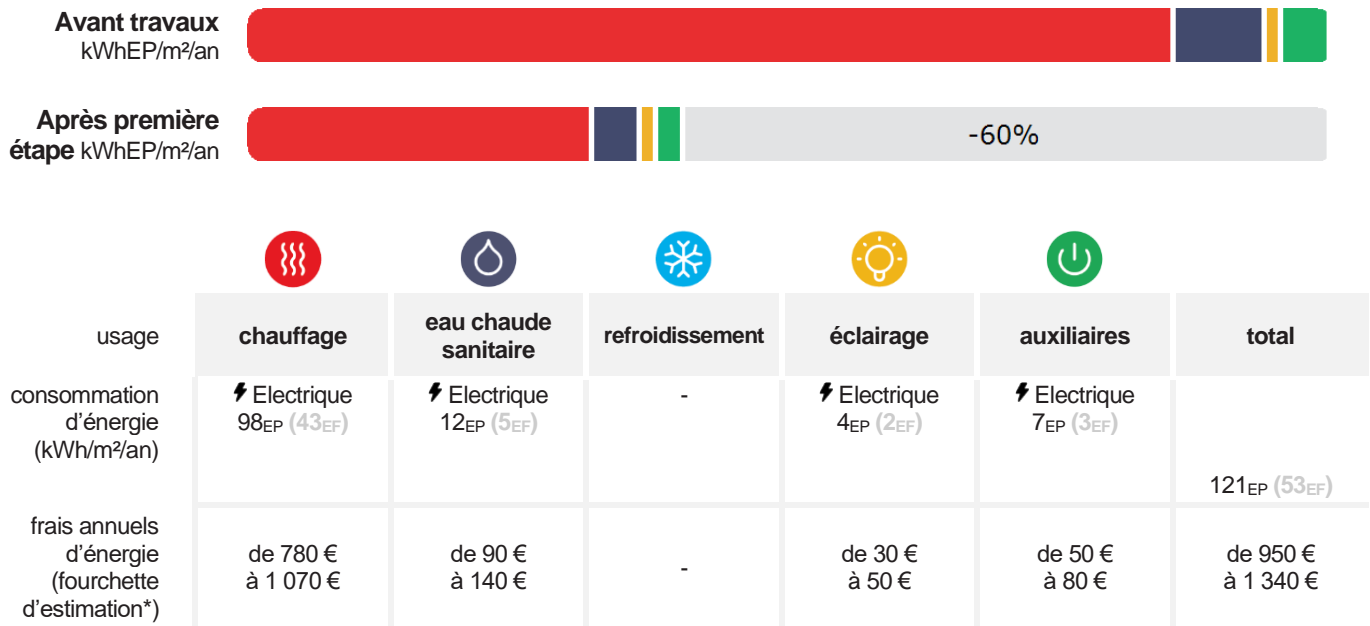 Avant travaux
kWhEP/m²/an
Après première
étape kWhEP/m²/an
-60%
usage
chauffage
eau chaude
sanitaire
refroidissement
éclairage
auxiliaires
total
consommation
d'énergie
(kWh/m²/an)
Electrique
98EP (43EF)
Electrique
12EP (5EF)
-
Electrique
4EP (2EF)
Electrique
7EP (3EF)
121EP (53EF)
frais annuels
d'énergie
(fourchette
d'estimation*)
de 780 €
à 1 070 €
de 90 €
à 140 €
-
de 30 €
à 50 €
de 50 €
à 80 €
de 950 €
à 1 340 €